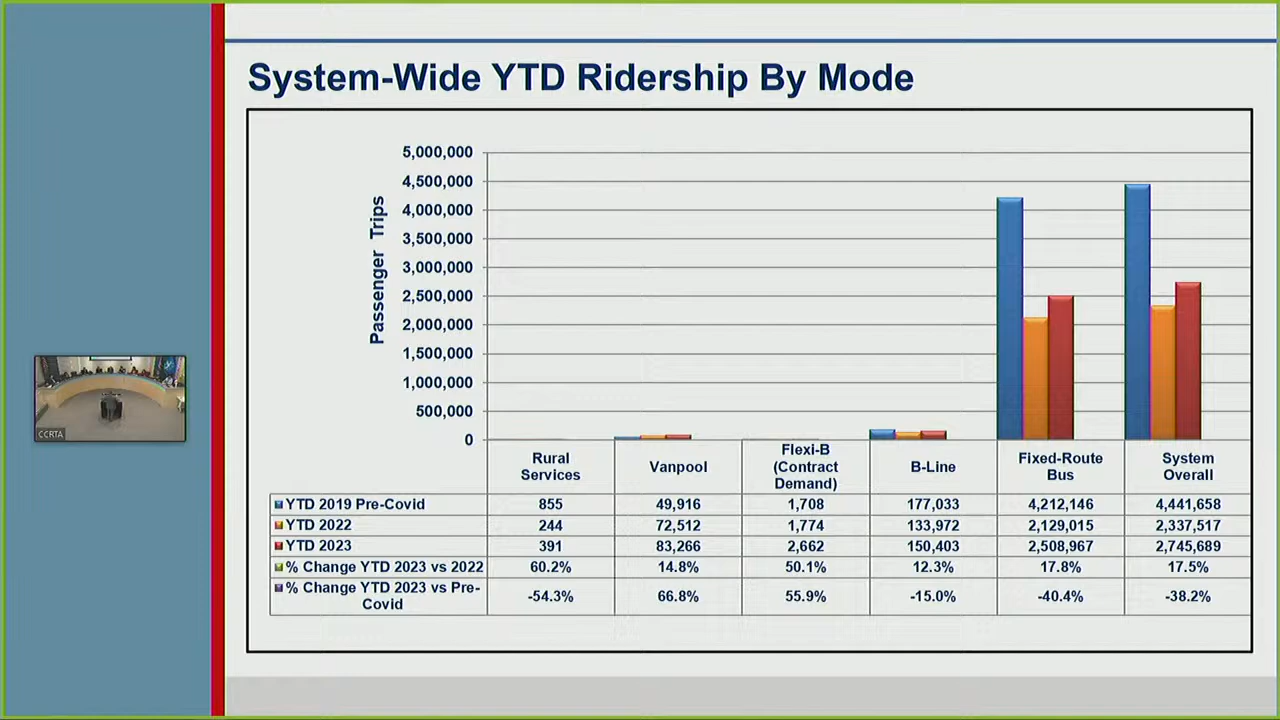 System-Wide YTD Ridership By Mode
Passenger Trips
5,000,000
4,500,000
4,000,000
3,500,000
3,000,000
2,500,000
2,000,000
1,500,000
1,000,000
500,000
0
Rural Services Vanpool Flexi-B (Contract Demand) B-Line Fixed-Route Bus System Overall
YTD 2019 Pre-Covid 855 49,916 1,708 177,033 4,212,146 4,441,658
YTD 2022 244 72,512 1,774 133,972 2,129,015 2,337,517
YTD 2023 391 83,266 2,662 150,403 2,508,967 2,745,689
% Change YTD 2023 vs 2022 60.2% 14.8% 50.1% 12.3% 17.8% 17.5%
% Change YTD 2023 vs Pre-Covid -54.3% 66.8% 55.9% -15.0% -40.4% -38.2%
CCRTA